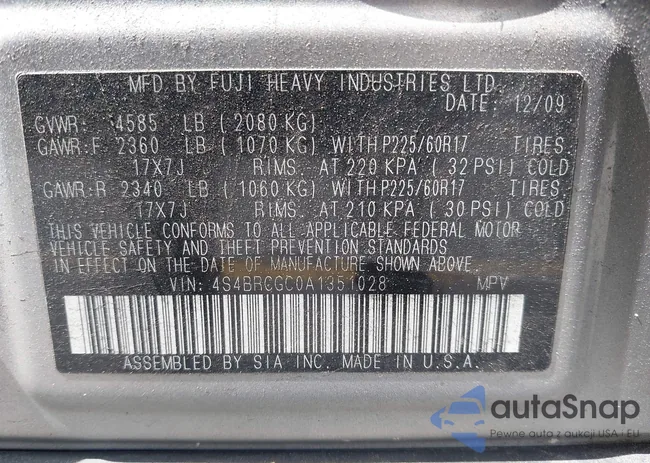 MFD BY FUJI HEAVY INDUSTRIES LTD.
DATE: 12/09
GVWR: 4585 LB ( 2080 KG)
GAWR:F 2360 LB ( 1070 KG) WITH P225/60R17 TIRES.
17X7J RIMS. AT 220 KPA ( 32 PSI) COLD
GAWR:R 2340 LB ( 1060 KG) WITH P225/60R17 TIRES.
17X7J RIMS. AT 210 KPA ( 30 PSI) COLD
THIS VEHICLE CONFORMS TO ALL APPLICABLE FEDERAL MOTOR
VEHICLE SAFETY AND THEFT PREVENTION STANDARDS
IN EFFECT ON THE DATE OF MANUFACTURE SHOWN ABOVE.
VIN: 4S4BRCGC0A1351028 MPV
ASSEMBLED BY SIA INC. MADE IN U.S.A.
autaSnap
Pewne auta z aukcji USA i EU